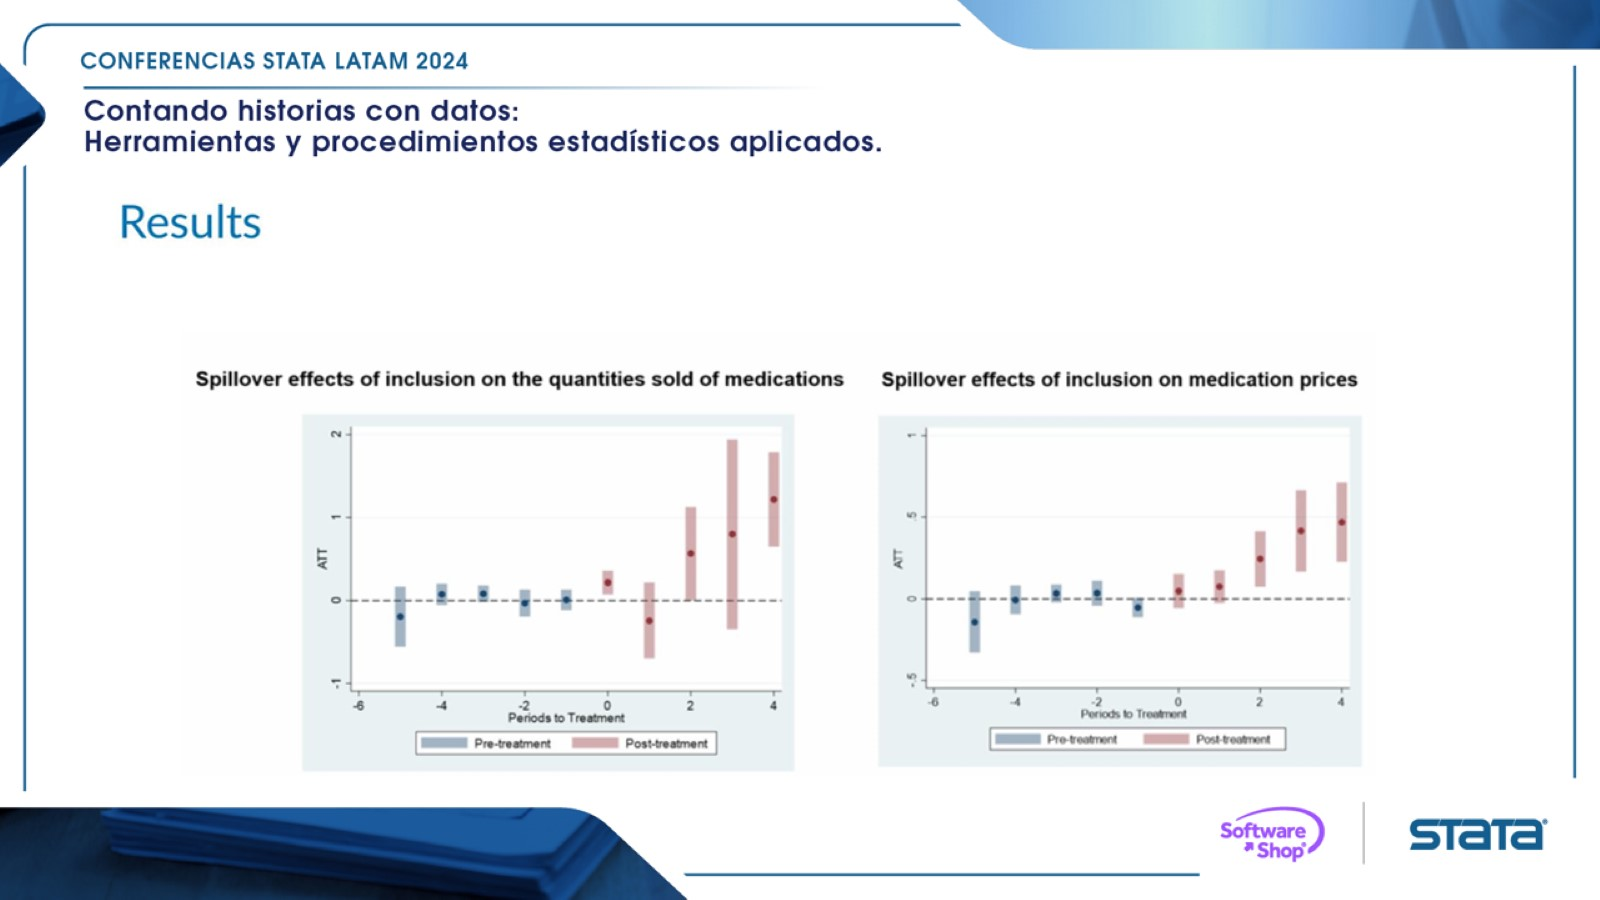 CONFERENCIAS STATA LATAM 2024
Contando historias con datos:
Herramientas y procedimientos estadísticos aplicados.
Results
Spillover effects of inclusion on the quantities sold of medications
2
1
0
-1
ATT
-6 -4 -2 0 2 4
Periods to Treatment
Pre-treatment Post-treatment
Spillover effects of inclusion on medication prices
1
.5
0
-.5
ATT
-6 -4 -2 0 2 4
Periods to Treatment
Pre-treatment Post-treatment
Software
Shop
stata®